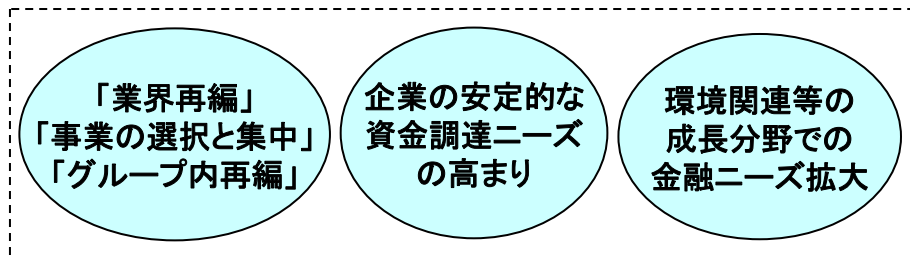 「業界再編」
「事業の選択と集中」
「グループ内再編」
企業の安定的な
資金調達ニーズ
の高まり
環境関連等の
成長分野での
金融ニーズ拡大